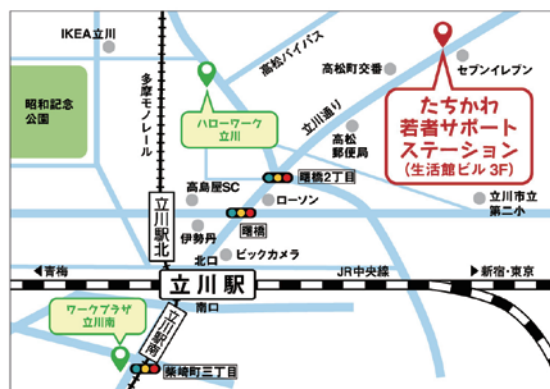 IKEA立川
高松バイパス
高松町交番
セブンイレブン
昭和記念
公園
多摩モノレール
ハローワーク
立川
立川通り
たちかわ
若者サポート
ステーション
(生活館ビル3F)
高松
郵便局
曙橋2丁目
高島屋SC
ローソン
立川市立
第二小
立川駅北
伊勢丹
曙橋
北口
ビックカメラ
◀青梅
JR中央線
▶新宿・東京
立川駅
南口
ワークプラザ
立川南
立川駅南
柴崎町三丁目